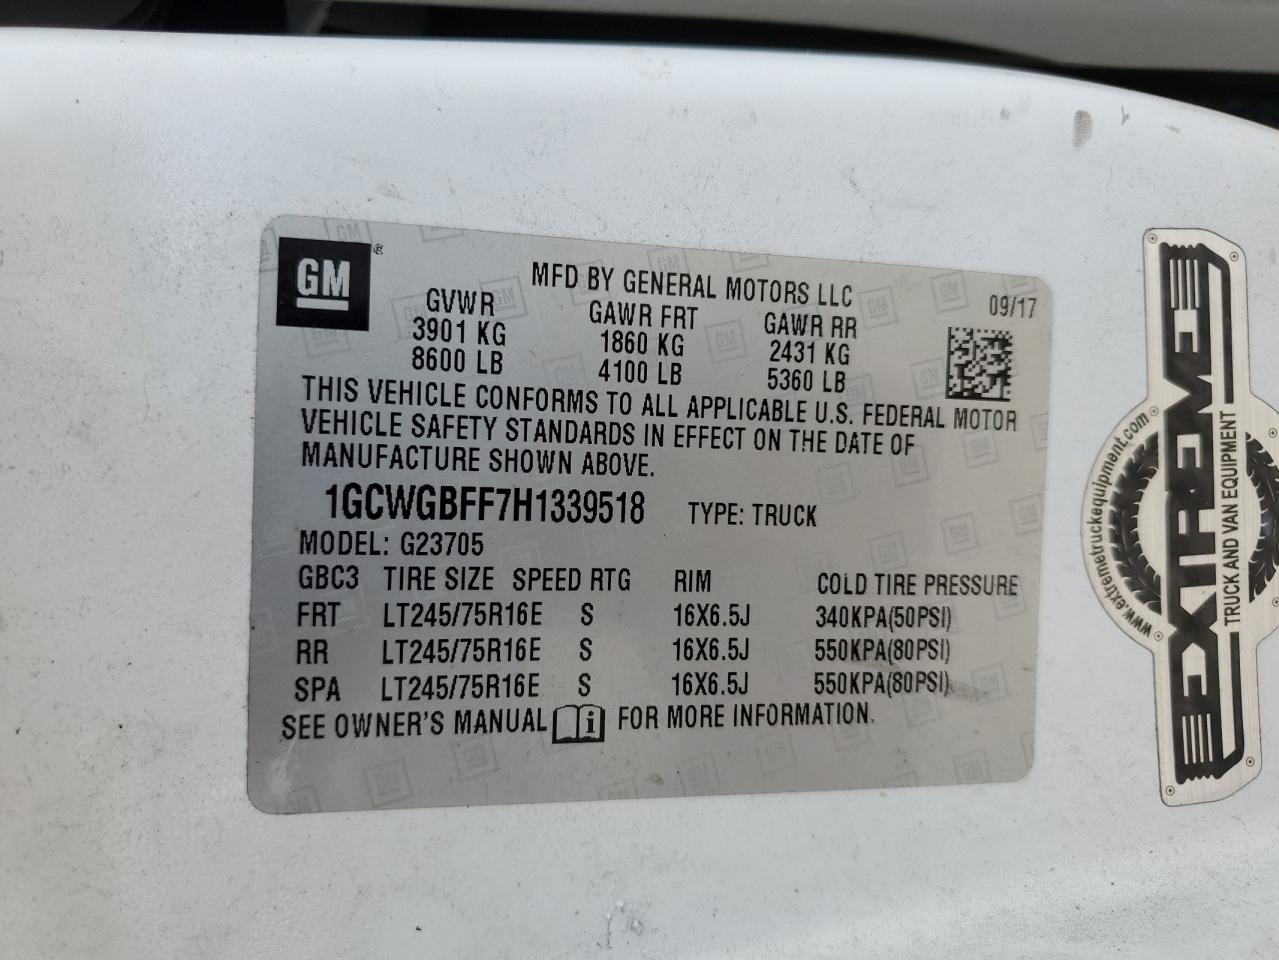 GM ®
MFD BY GENERAL MOTORS LLC
09/17
GVWR GAWR FRT GAWR RR
3901 KG 1860 KG 2431 KG
8600 LB 4100 LB 5360 LB
THIS VEHICLE CONFORMS TO ALL APPLICABLE U.S. FEDERAL MOTOR
VEHICLE SAFETY STANDARDS IN EFFECT ON THE DATE OF
MANUFACTURE SHOWN ABOVE.
1GCWGBFF7H1339518 TYPE: TRUCK
MODEL: G23705
GBC3 TIRE SIZE SPEED RTG RIM COLD TIRE PRESSURE
FRT LT245/75R16E S 16X6.5J 340KPA(50PSI)
RR LT245/75R16E S 16X6.5J 550KPA(80PSI)
SPA LT245/75R16E S 16X6.5J 550KPA(80PSI)
SEE OWNER'S MANUAL i FOR MORE INFORMATION.
www.extremetruckequipment.com
EXTREME
TRUCK AND VAN EQUIPMENT